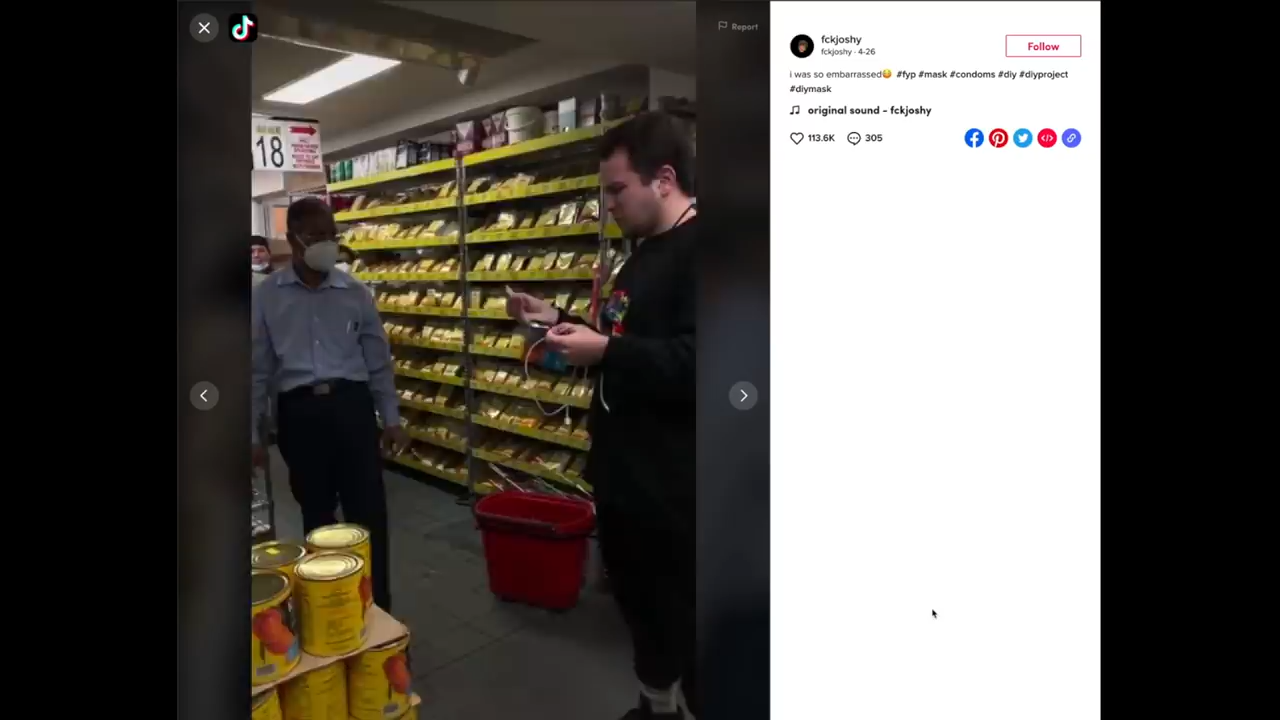 Report
18
fckjoshy
fckjoshy · 4-26
Follow
i was so embarrassed😳 #fyp #mask #condoms #diy #diyproject
#diymask
original sound - fckjoshy
113.6K
305